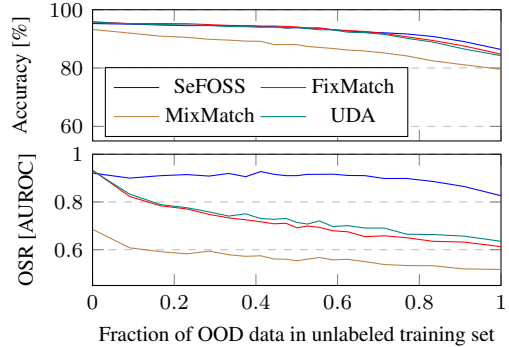 Accuracy [%]
100
80
60
SeFOSS FixMatch
MixMatch UDA
OSR [AUROC]
1
0.8
0.6
0 0.2 0.4 0.6 0.8 1
Fraction of OOD data in unlabeled training set